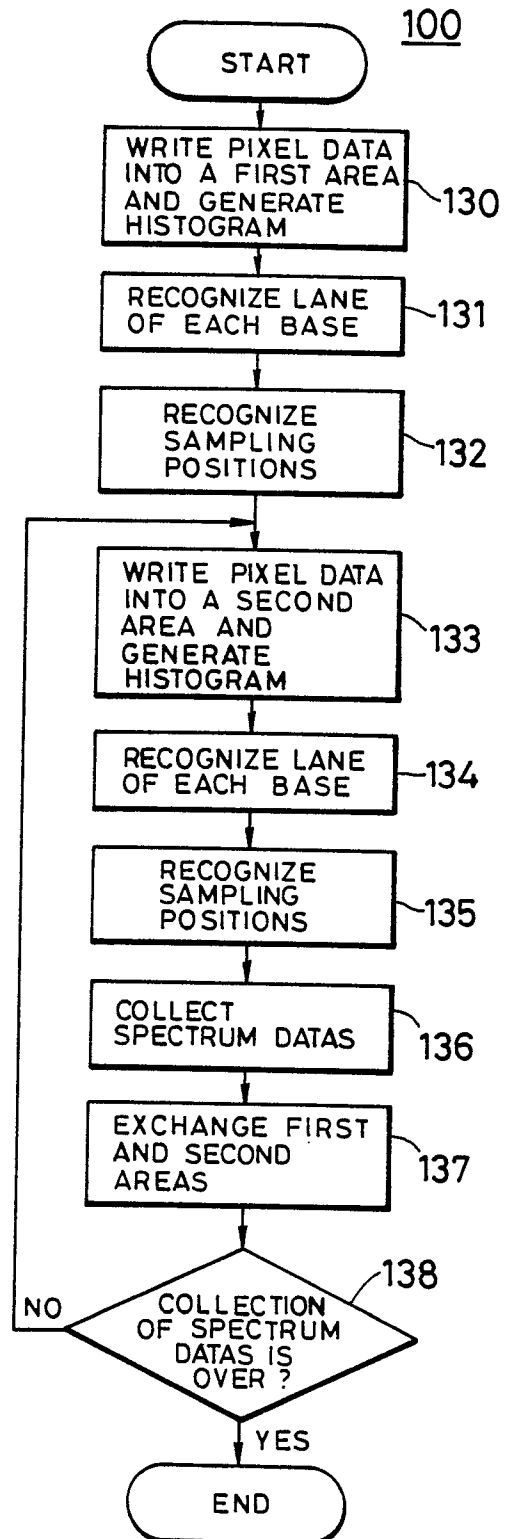 100
START
WRITE PIXEL DATA
INTO A FIRST AREA
AND GENERATE
HISTOGRAM
130
RECOGNIZE LANE
OF EACH BASE
131
RECOGNIZE
SAMPLING
POSITIONS
132
WRITE PIXEL DATA
INTO A SECOND
AREA AND
GENERATE
HISTOGRAM
133
RECOGNIZE LANE
OF EACH BASE
134
RECOGNIZE
SAMPLING
POSITIONS
135
COLLECT
SPECTRUM DATAS
136
EXCHANGE FIRST
AND SECOND
AREAS
137
138
NO
COLLECTION
OF SPECTRUM
DATAS IS
OVER ?
YES
END